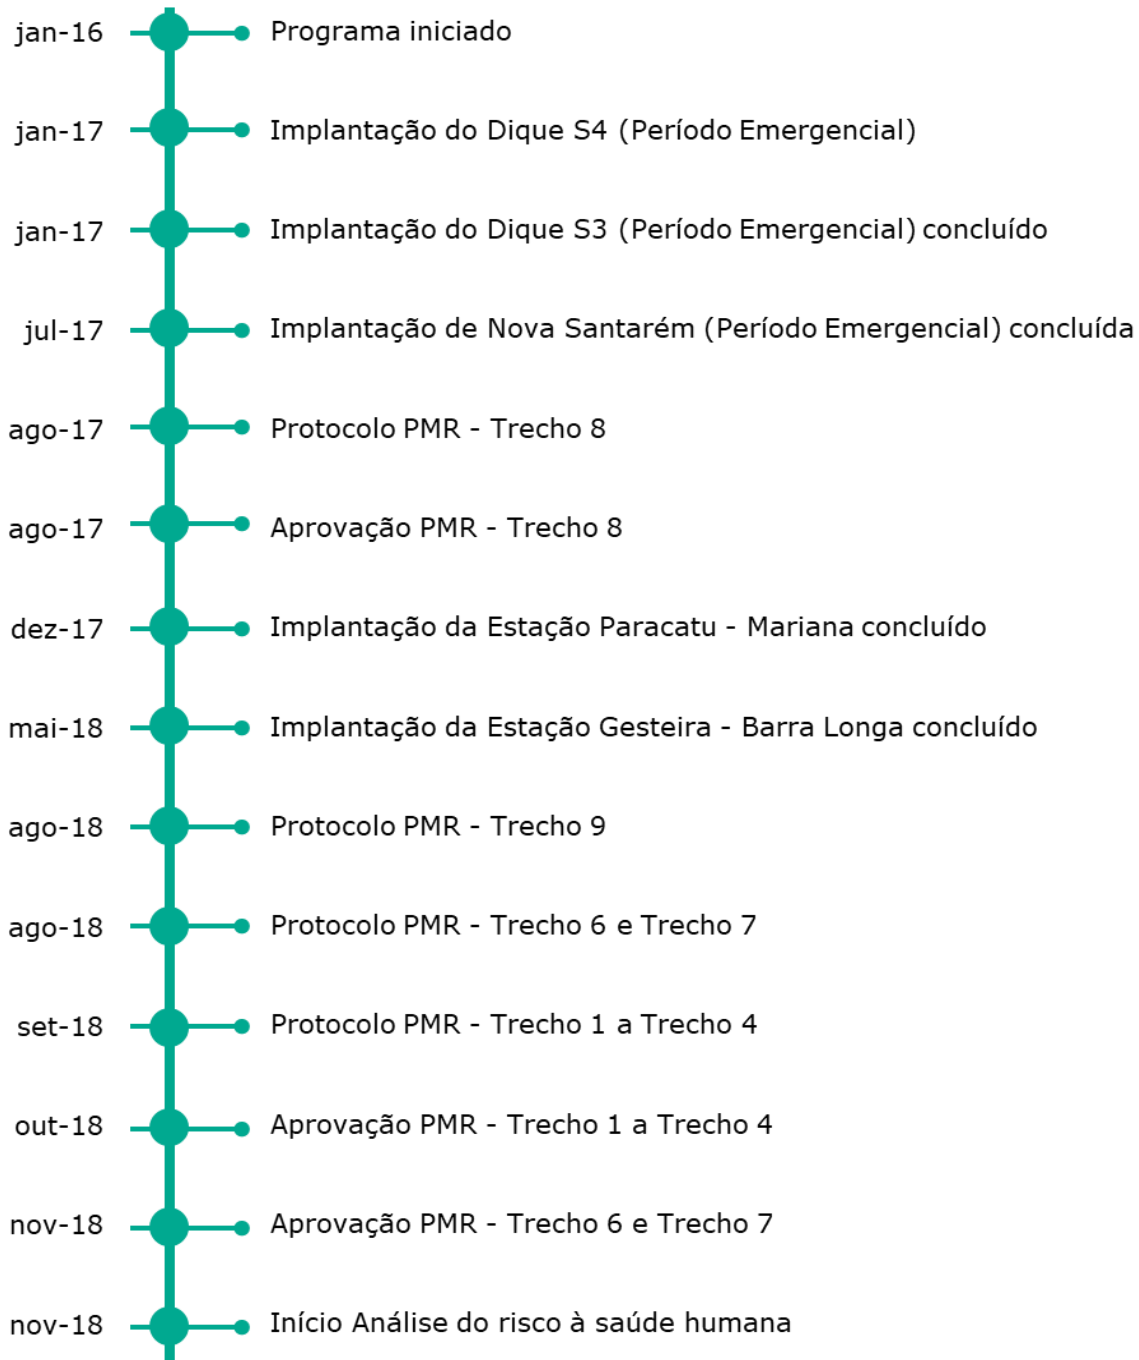 jan-16 Programa iniciado
jan-17 Implantação do Dique S4 (Período Emergencial)
jan-17 Implantação do Dique S3 (Período Emergencial) concluído
jul-17 Implantação de Nova Santarém (Período Emergencial) concluída
ago-17 Protocolo PMR - Trecho 8
ago-17 Aprovação PMR - Trecho 8
dez-17 Implantação da Estação Paracatu - Mariana concluído
mai-18 Implantação da Estação Gesteira - Barra Longa concluído
ago-18 Protocolo PMR - Trecho 9
ago-18 Protocolo PMR - Trecho 6 e Trecho 7
set-18 Protocolo PMR - Trecho 1 a Trecho 4
out-18 Aprovação PMR - Trecho 1 a Trecho 4
nov-18 Aprovação PMR - Trecho 6 e Trecho 7
nov-18 Início Análise do risco à saúde humana